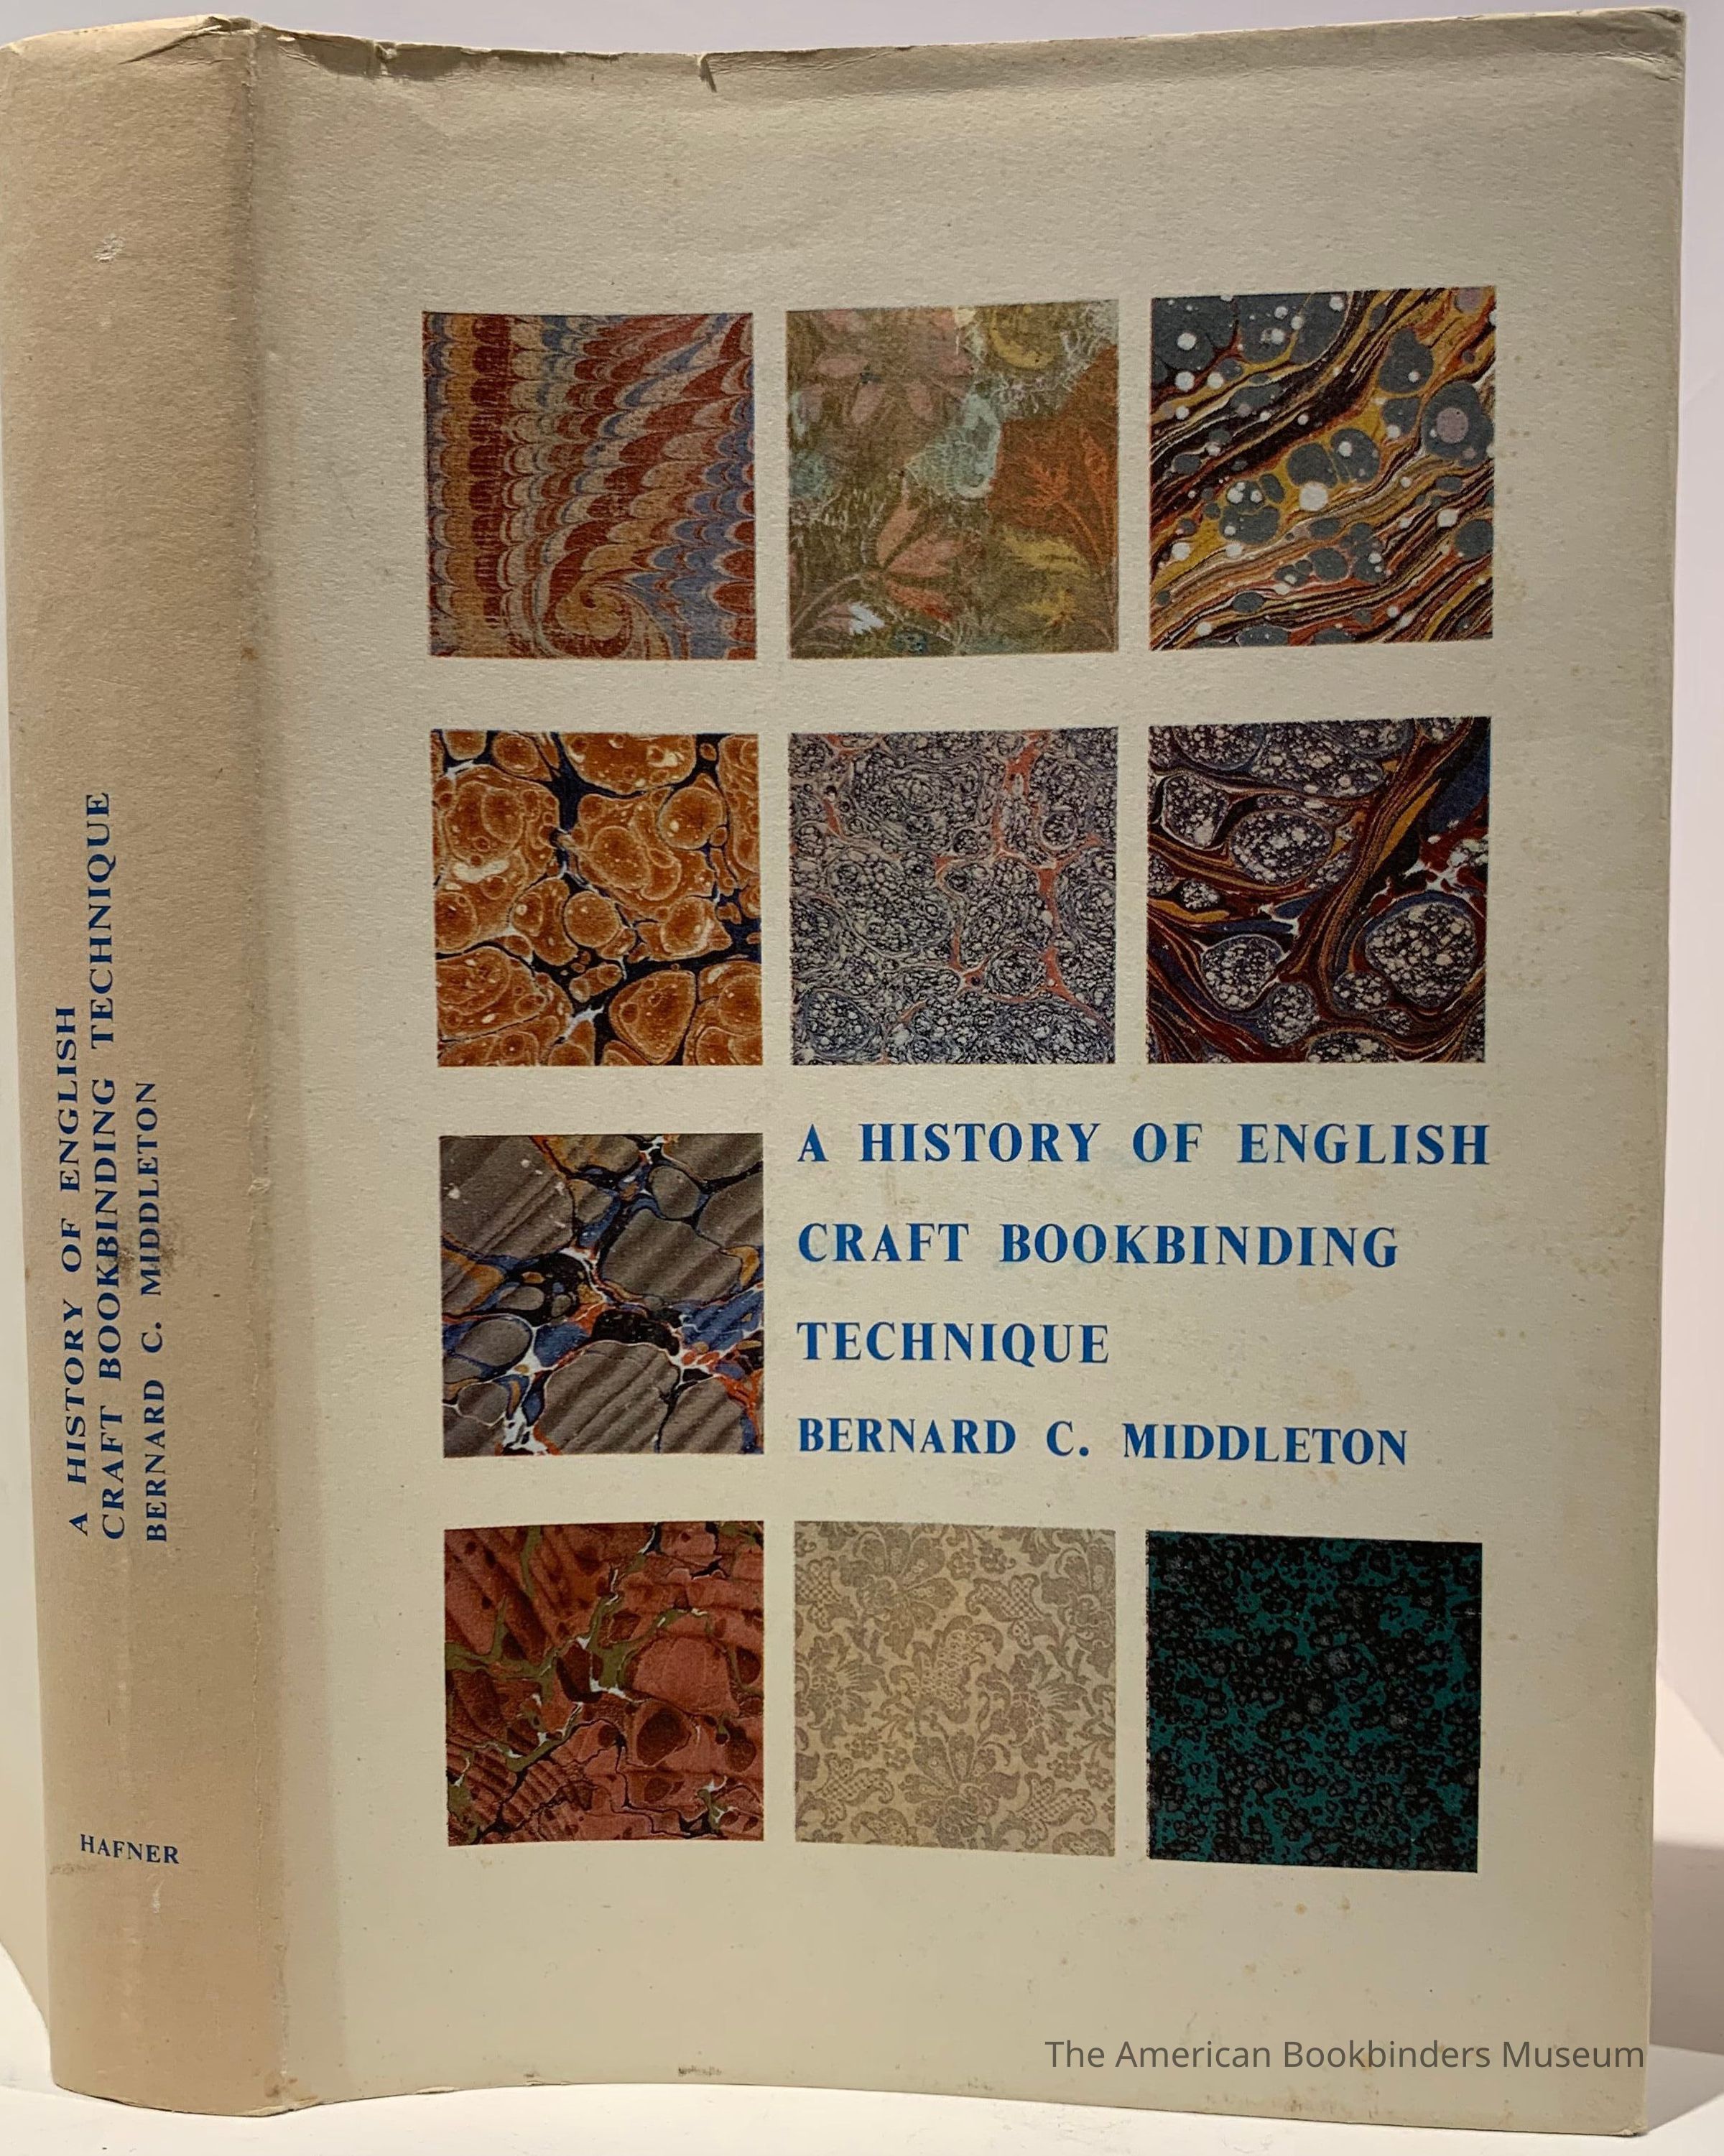 A HISTORY OF ENGLISH
CRAFT BOOKBINDING TECHNIQUE
BERNARD C. MIDDLETON
HAFNER
A HISTORY OF ENGLISH
CRAFT BOOKBINDING
TECHNIQUE
BERNARD C. MIDDLETON
The American Bookbinders Museum